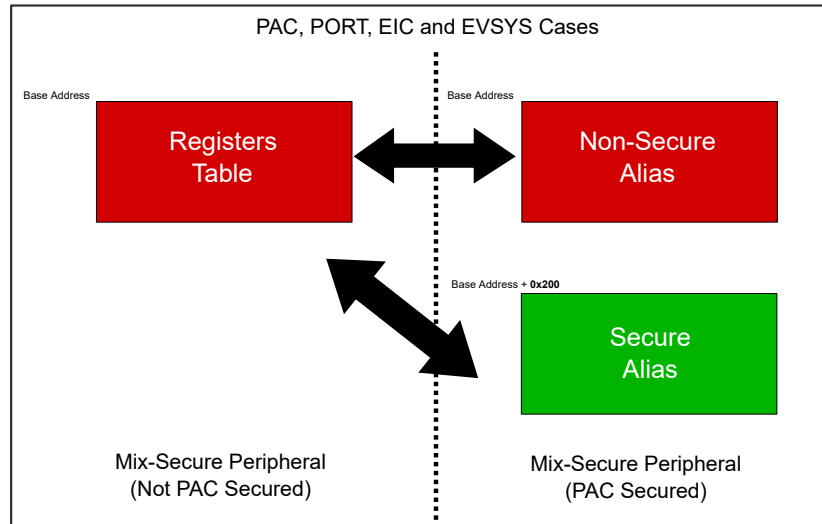 PAC, PORT, EIC and EVSYS Cases
Base Address
Registers
Table
Base Address
Non-Secure
Alias
Base Address + 0x200
Secure
Alias
Mix-Secure Peripheral
(Not PAC Secured)
Mix-Secure Peripheral
(PAC Secured)